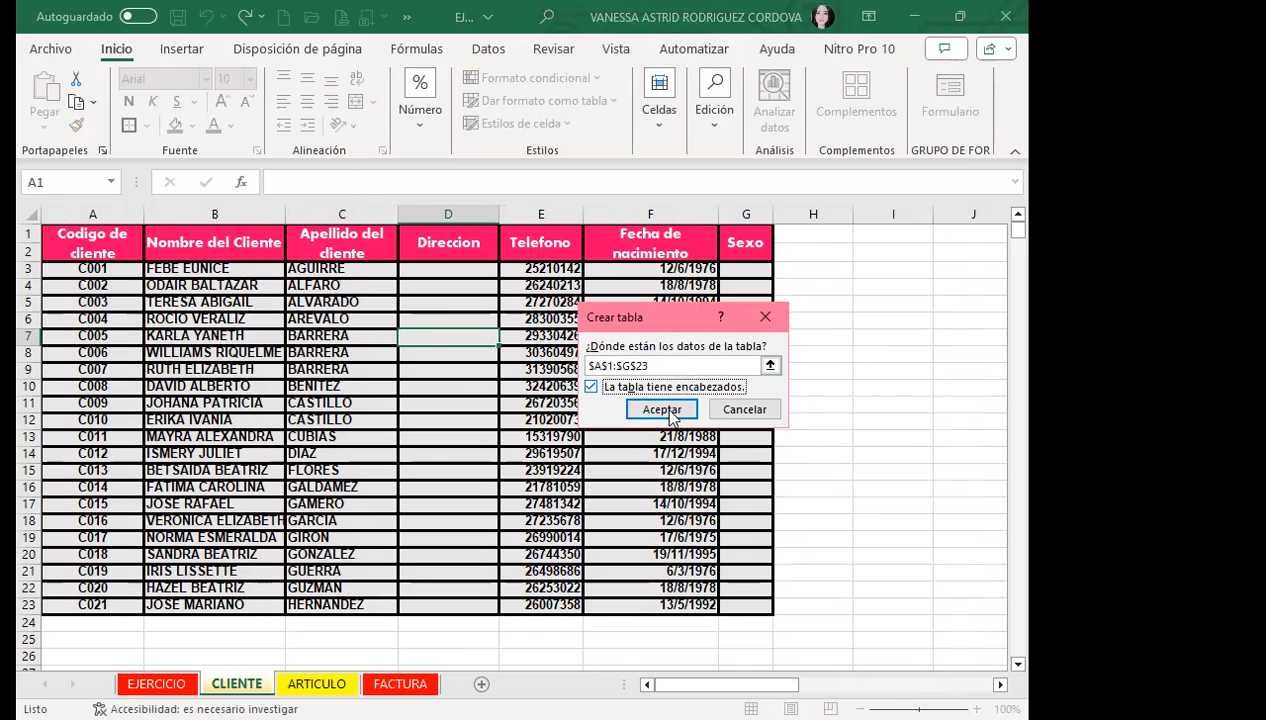 Autoguardado EJ... VANESSA ASTRID RODRIGUEZ CORDOVA
Archivo Inicio Insertar Disposición de página Fórmulas Datos Revisar Vista Automatizar Ayuda Nitro Pro 10
Pegar Arial 10 Número Formato condicional Celdas Edición Analizar datos Complementos Formulario
N K S Dar formato como tabla
Estilos de celda
Portapapeles Fuente Alineación Estilos Análisis Complementos GRUPO DE FOR
A1 fx
A B C D E F G H I J
1 2 Codigo de cliente Nombre del Cliente Apellido del cliente Direccion Telefono Fecha de nacimiento Sexo
3 C001 FEBE EUNICE AGUIRRE 25210142 12/6/1976
4 C002 ODAIR BALTAZAR ALFARO 26240213 18/8/1978
5 C003 TERESA ABIGAIL ALVARADO 2727028 14/10/1994
6 C004 ROCIO VERALIZ AREVALO 2830035
7 C005 KARLA YANETH BARRERA 2933042
8 C006 WILLIAMS RIQUELME BARRERA 3036049
9 C007 RUTH ELIZABETH BARRERA 3139056
10 C008 DAVID ALBERTO BENITEZ 3242063
11 C009 JOHANA PATRICIA CASTILLO 2672035
12 C010 ERIKA IVANIA CASTILLO 2102007
13 C011 MAYRA ALEXANDRA CUBIAS 15319790 21/8/1988
14 C012 ISMERY JULIET DIAZ 29619507 17/12/1994
15 C013 BETSAIDA BEATRIZ FLORES 23919224 12/6/1976
16 C014 FATIMA CAROLINA GALDAMEZ 21781059 18/8/1978
17 C015 JOSE RAFAEL GAMERO 27481342 14/10/1994
18 C016 VERONICA ELIZABETH GARCIA 27235678 12/6/1976
19 C017 NORMA ESMERALDA GIRON 26990014 17/6/1975
20 C018 SANDRA BEATRIZ GONZALEZ 26744350 19/11/1995
21 C019 IRIS LISSETTE GUERRA 26498686 6/3/1976
22 C020 HAZEL BEATRIZ GUZMAN 26253022 18/8/1978
23 C021 JOSE MARIANO HERNANDEZ 26007358 13/5/1992
24
25
26
Crear tabla ?
¿Dónde están los datos de la tabla?
$A$1:$G$23
La tabla tiene encabezados.
Aceptar Cancelar
EJERCICIO CLIENTE ARTICULO FACTURA
Listo Accesibilidad: es necesario investigar 100%